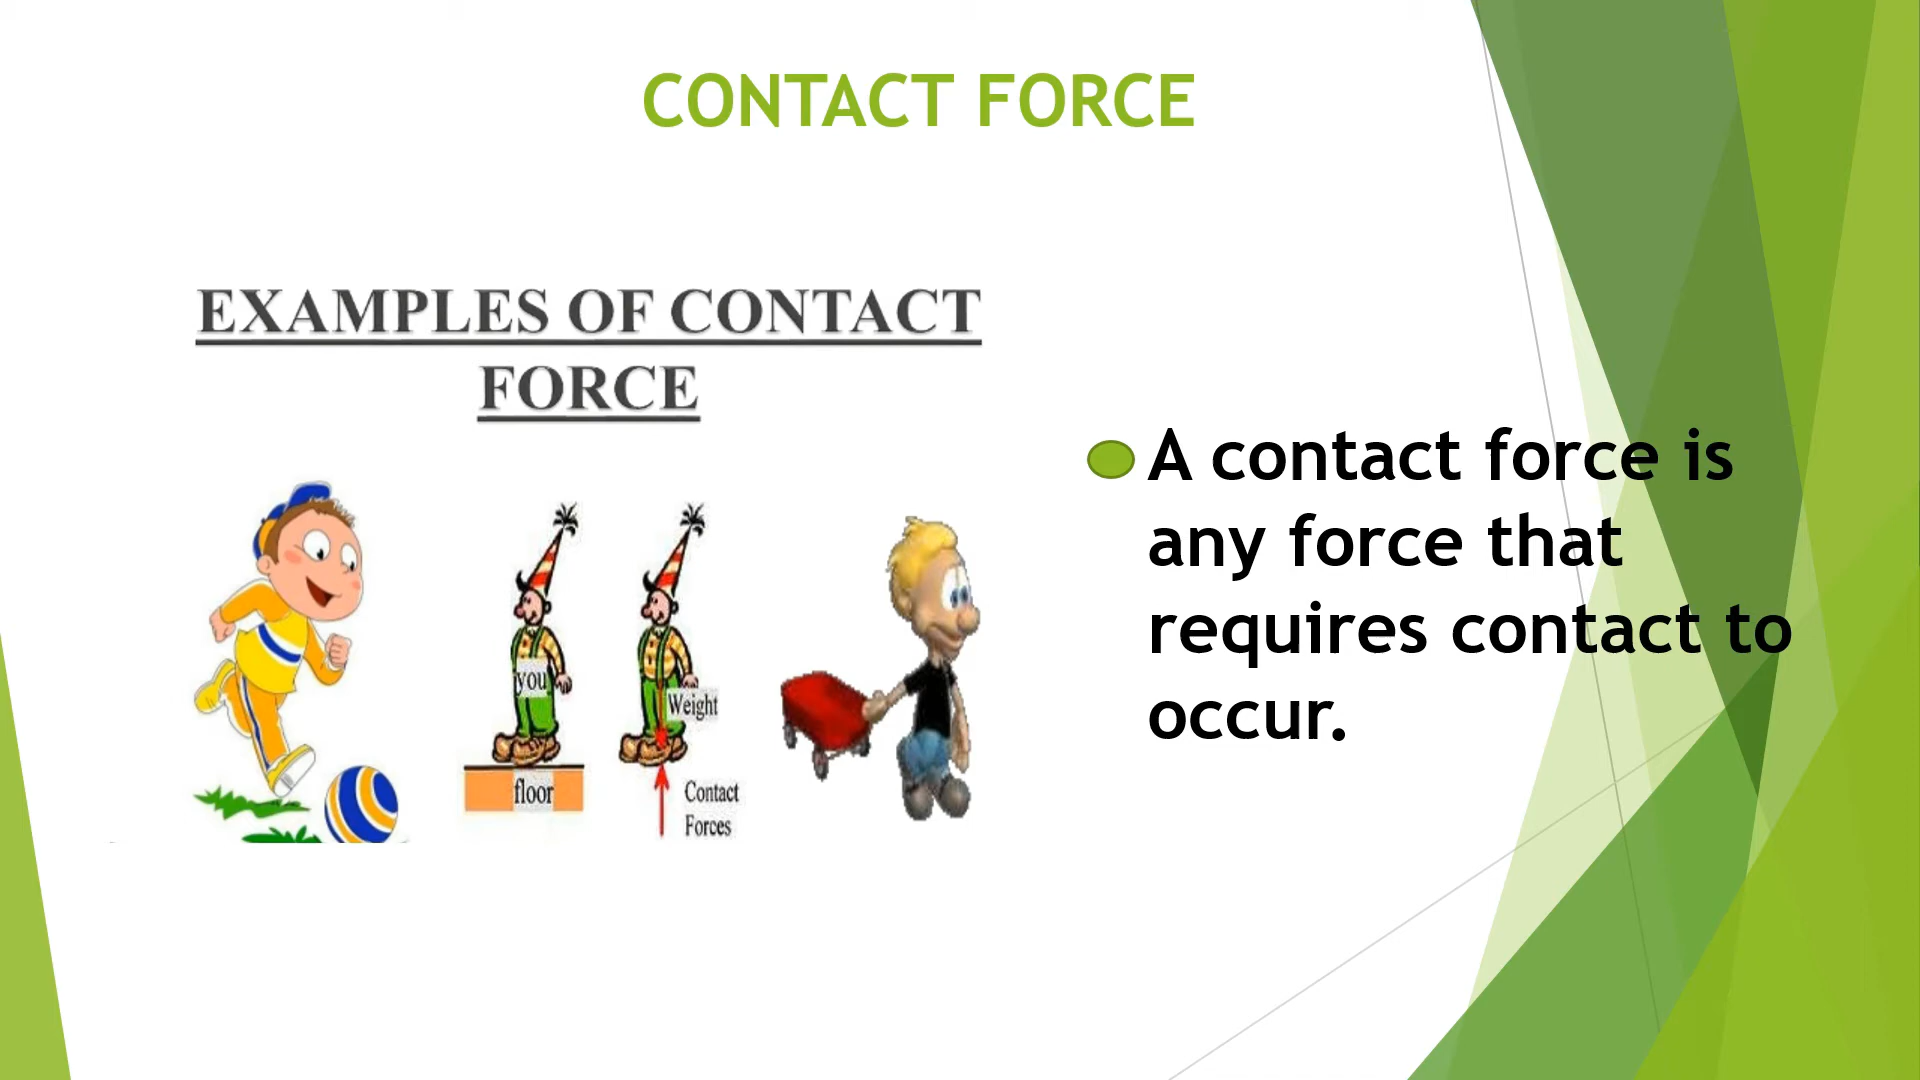 CONTACT FORCE
EXAMPLES OF CONTACT
FORCE
you
floor
Weight
Contact
Forces
A contact force is
any force that
requires contact to
occur.